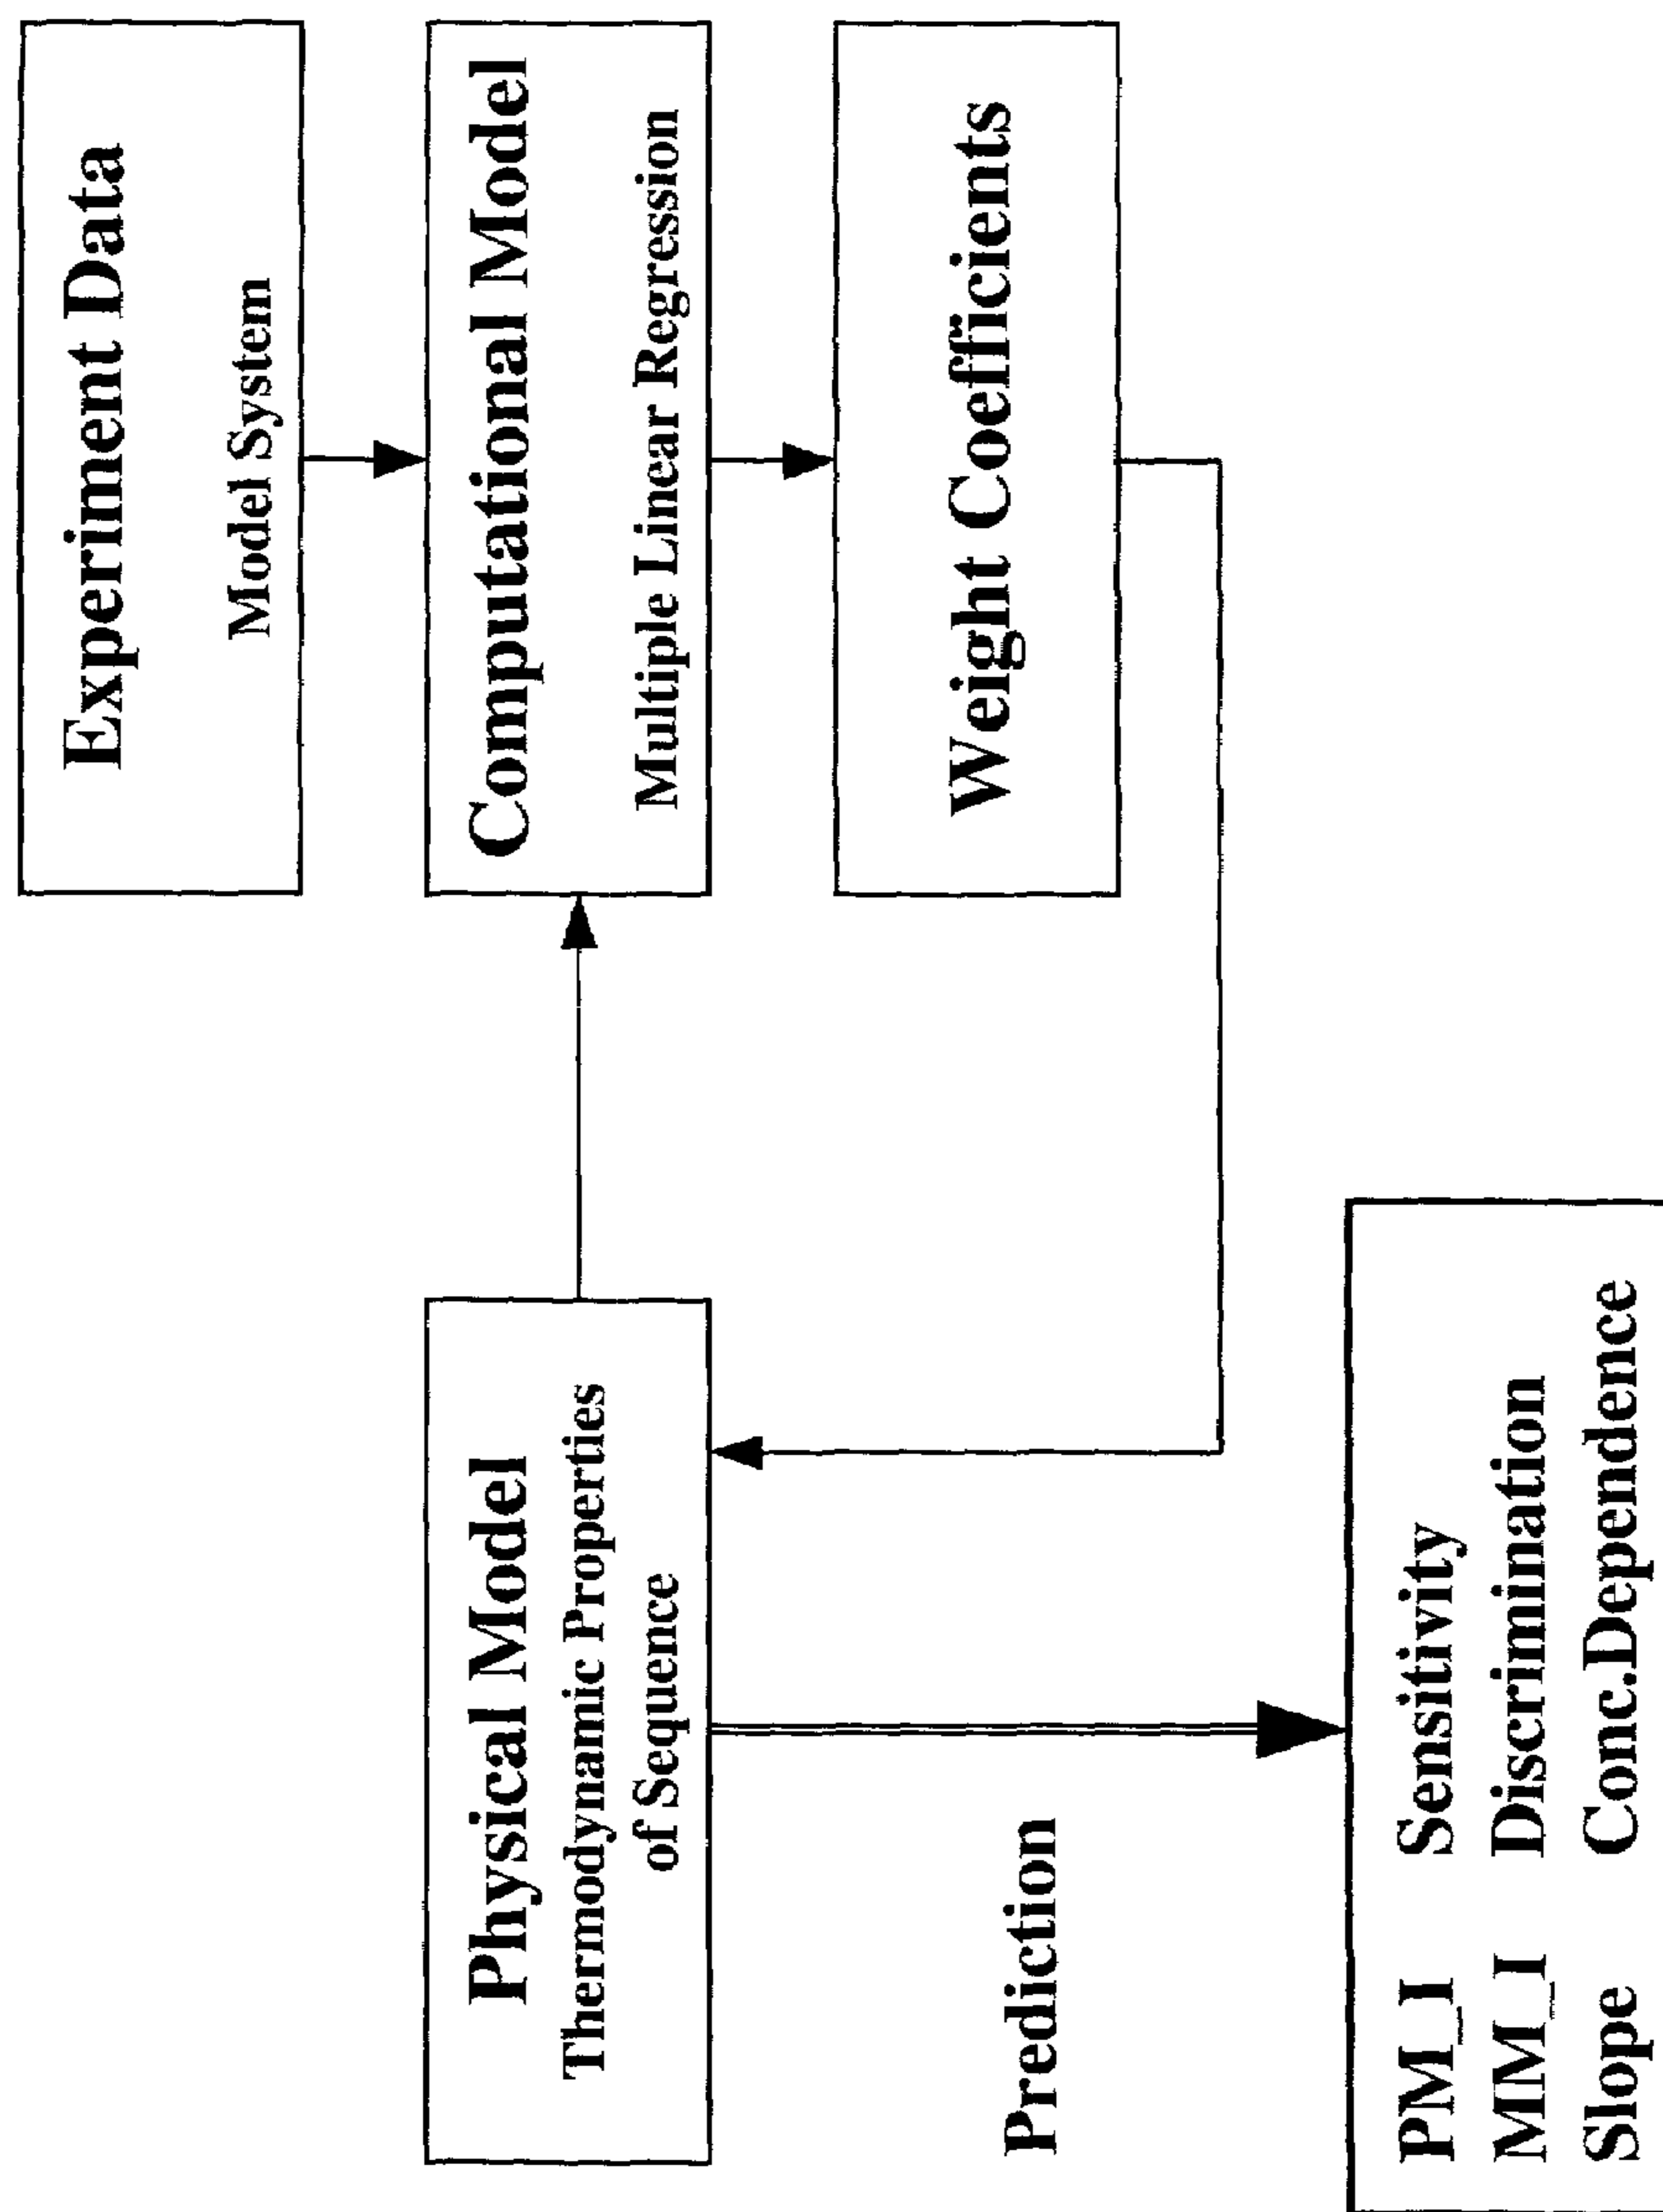 Experiment Data
Model System
Physical Model
Thermodynamic Properties
of Sequence
Computational Model
Multiple Linear Regression
Weight Coefficients
Prediction
PM_I Sensitivity
MM_I Discrimination
Slope Conc.Dependence